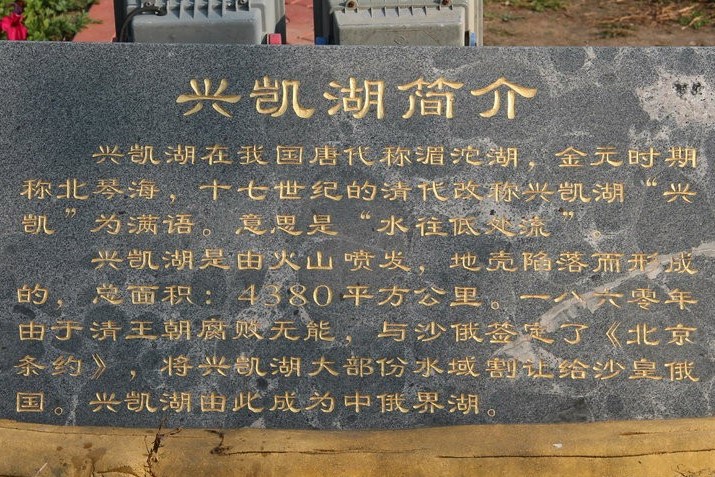 兴凯湖简介
兴凯湖在我国唐代称湄沱湖，金元时期
称北琴海，十七世纪的清代改称兴凯湖“兴
凯”为满语。意思是“水往低处流”。
兴凯湖是由火山喷发，地壳陷落而形成
的，总面积：4380平方公里。一八六零年
由于清王朝腐败无能，与沙俄签定了《北京
条约》，将兴凯湖大部份水域割让给沙皇俄
国。兴凯湖由此成为中俄界湖。